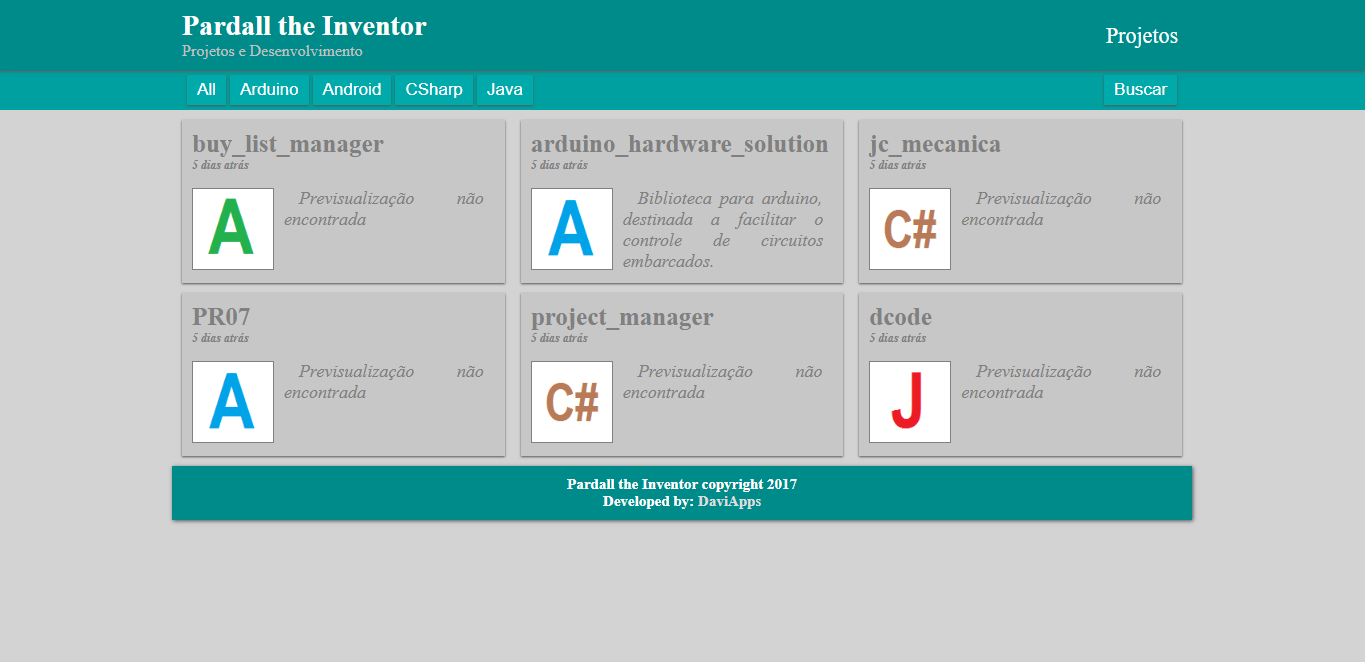 Pardall the Inventor
Projetos e Desenvolvimento
Projetos
All Arduino Android CSharp Java
Buscar
buy_list_manager
5 dias atrás
A
Previsualização não
encontrada
arduino_hardware_solution
5 dias atrás
A
Biblioteca para arduino,
destinada a facilitar o
controle de circuitos
embarcados.
jc_mecanica
5 dias atrás
C#
Previsualização não
encontrada
PR07
5 dias atrás
A
Previsualização não
encontrada
project_manager
5 dias atrás
C#
Previsualização não
encontrada
dcode
5 dias atrás
J
Previsualização não
encontrada
Pardall the Inventor copyright 2017
Developed by: DaviApps